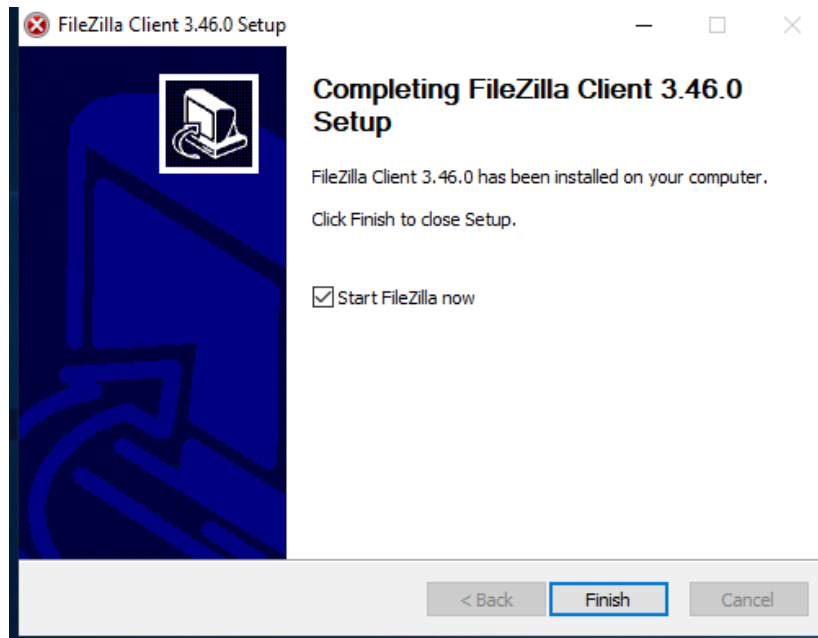 FileZilla Client 3.46.0 Setup
Completing FileZilla Client 3.46.0
Setup
FileZilla Client 3.46.0 has been installed on your computer.
Click Finish to close Setup.
Start FileZilla now
< Back
Finish
Cancel